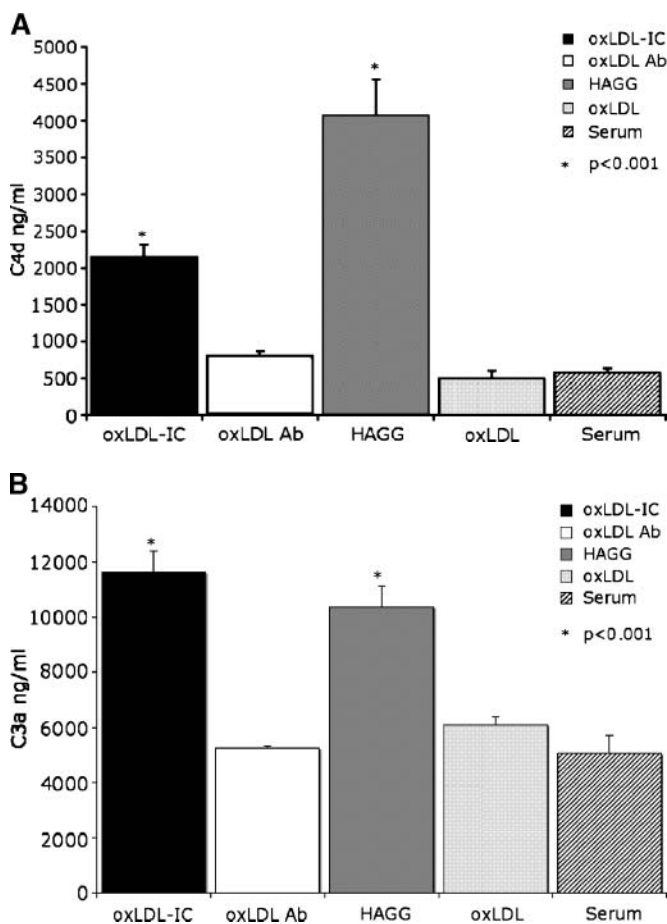 A
5000
4500
4000
3500
3000
2500
2000
1500
1000
500
0
C4d ng/ml
*
*
oxLDL-IC
oxLDL Ab
HAGG
oxLDL
Serum
* p<0.001
oxLDL-IC oxLDL Ab HAGG oxLDL Serum
B
14000
12000
10000
8000
6000
4000
2000
0
C3a ng/ml
*
*
oxLDL-IC
oxLDL Ab
HAGG
oxLDL
Serum
* p<0.001
oxLDL-IC oxLDL Ab HAGG oxLDL Serum